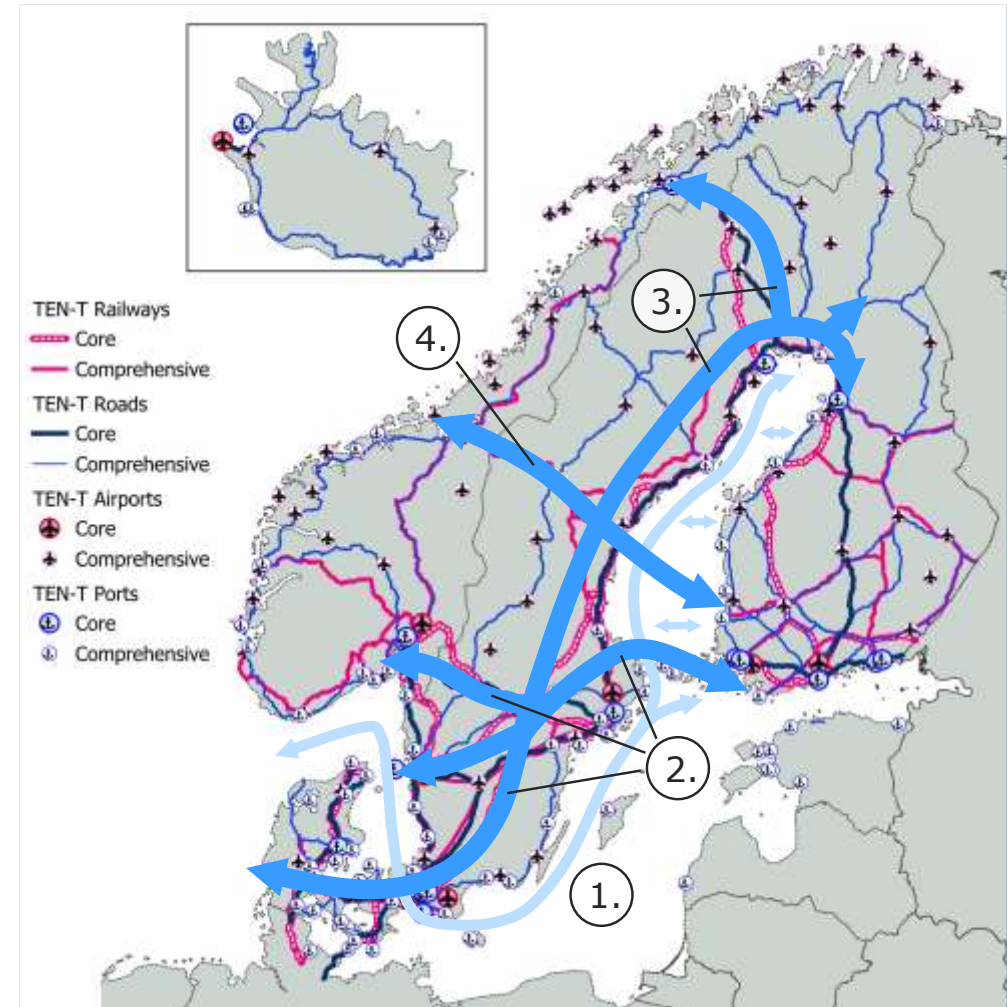 TEN-T Railways
Core
Comprehensive
TEN-T Roads
Core
Comprehensive
TEN-T Airports
Core
Comprehensive
TEN-T Ports
Core
Comprehensive
3.
4.
2.
1.